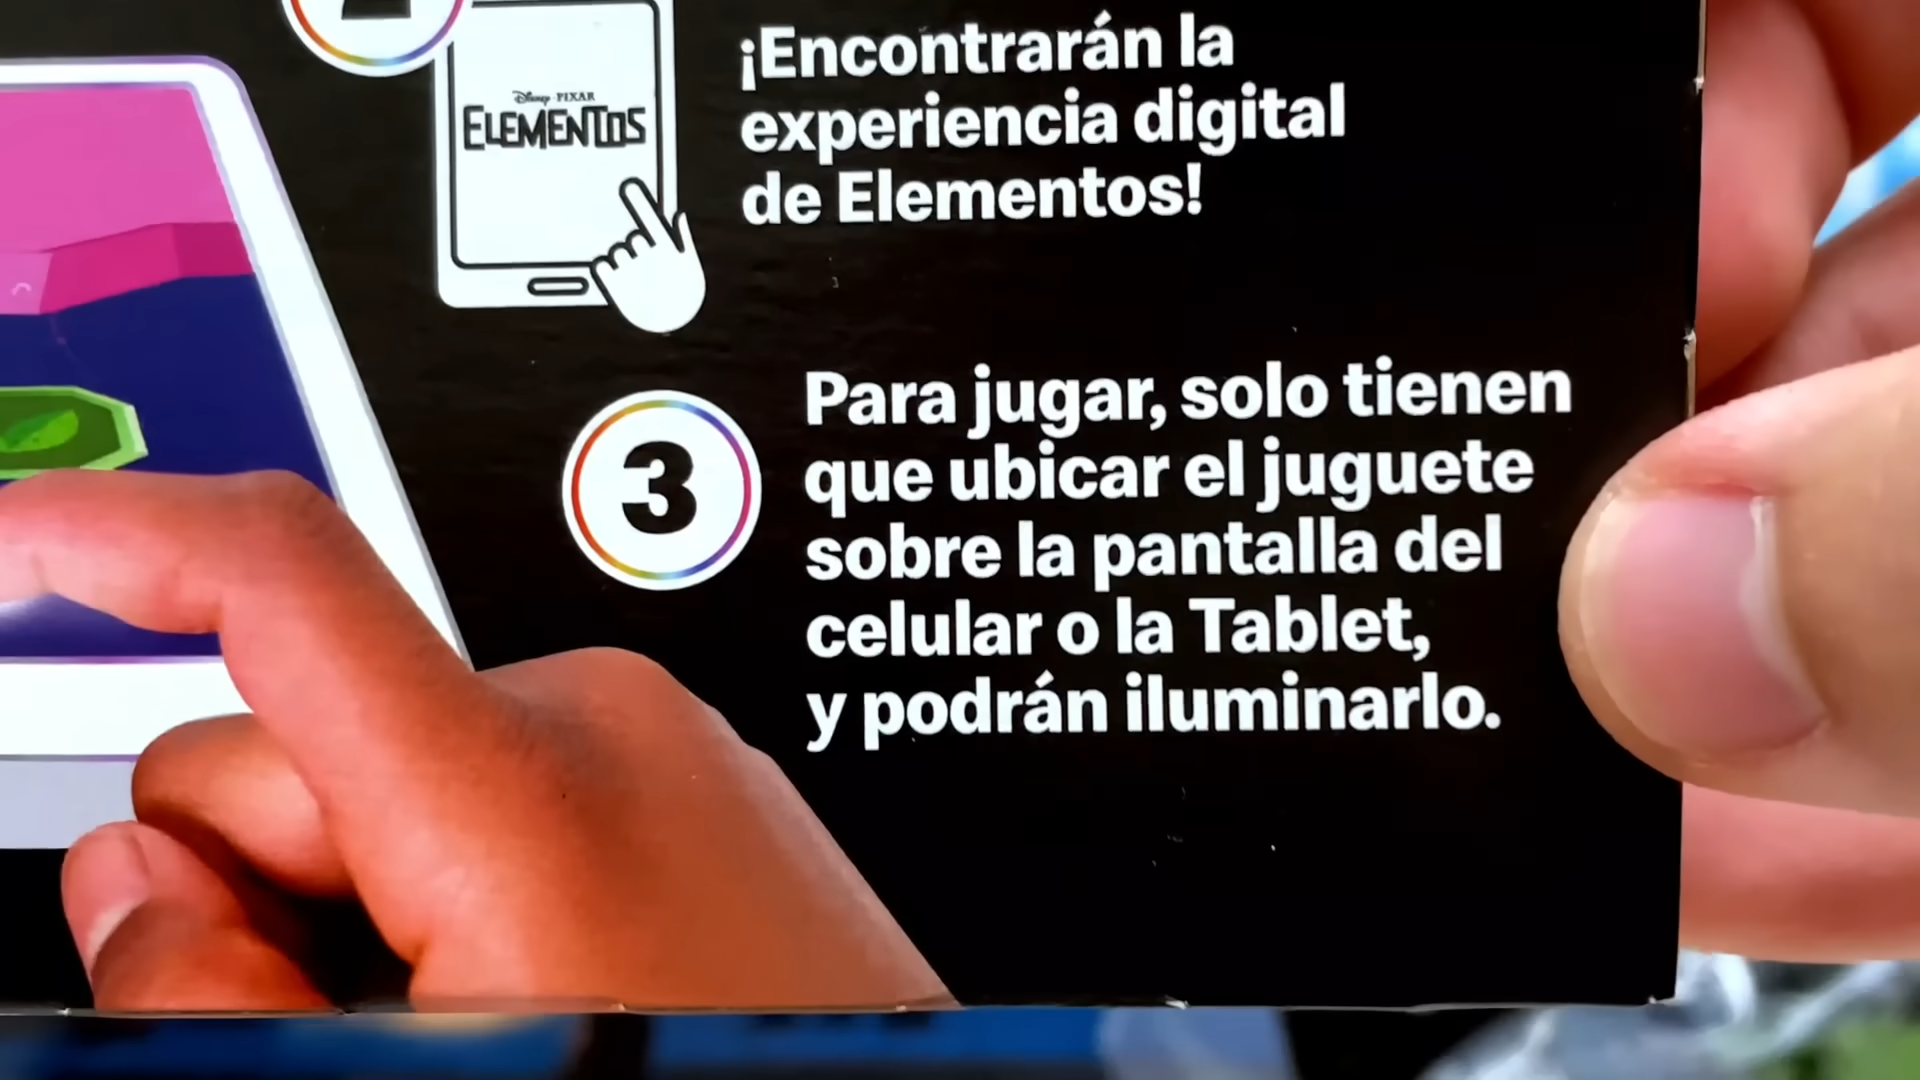 ¡Encontrarán la
experiencia digital
de Elementos!
Disney · PIXAR
ELEMENTOS
3
Para jugar, solo tienen
que ubicar el juguete
sobre la pantalla del
celular o la Tablet,
y podrán iluminarlo.